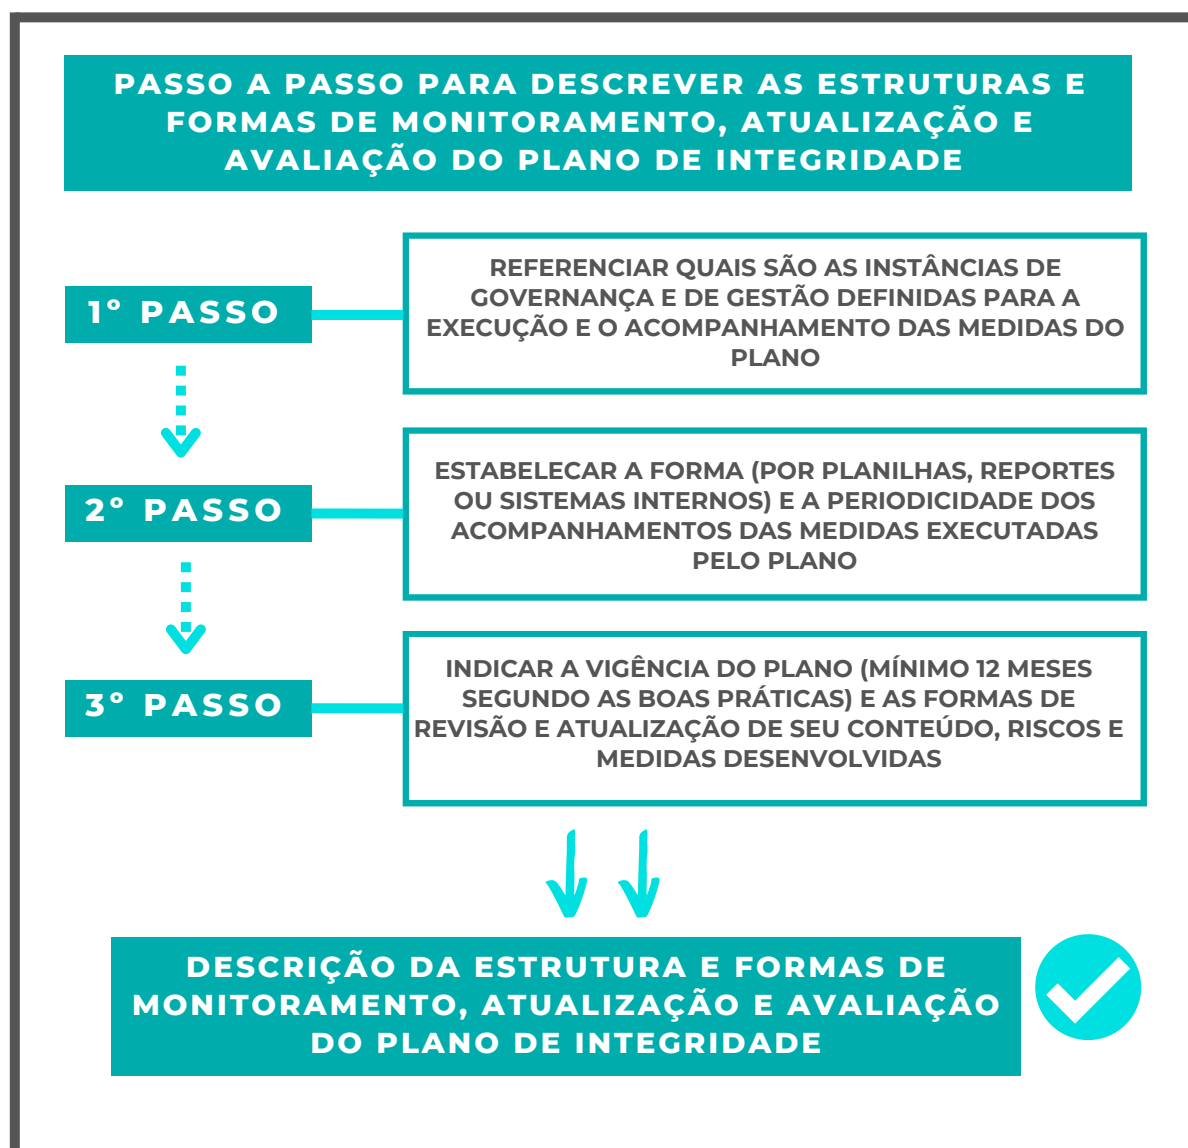 PASSO A PASSO PARA DESCREVER AS ESTRUTURAS E
FORMAS DE MONITORAMENTO, ATUALIZAÇÃO E
AVALIAÇÃO DO PLANO DE INTEGRIDADE
1º PASSO
REFERENCIAR QUAIS SÃO AS INSTÂNCIAS DE
GOVERNANÇA E DE GESTÃO DEFINIDAS PARA A
EXECUÇÃO E O ACOMPANHAMENTO DAS MEDIDAS DO
PLANO
2º PASSO
ESTABELECAR A FORMA (POR PLANILHAS, REPORTES
OU SISTEMAS INTERNOS) E A PERIODICIDADE DOS
ACOMPANHAMENTOS DAS MEDIDAS EXECUTADAS
PELO PLANO
3º PASSO
INDICAR A VIGÊNCIA DO PLANO (MÍNIMO 12 MESES
SEGUNDO AS BOAS PRÁTICAS) E AS FORMAS DE
REVISÃO E ATUALIZAÇÃO DE SEU CONTEÚDO, RISCOS E
MEDIDAS DESENVOLVIDAS
DESCRIÇÃO DA ESTRUTURA E FORMAS DE
MONITORAMENTO, ATUALIZAÇÃO E AVALIAÇÃO
DO PLANO DE INTEGRIDADE